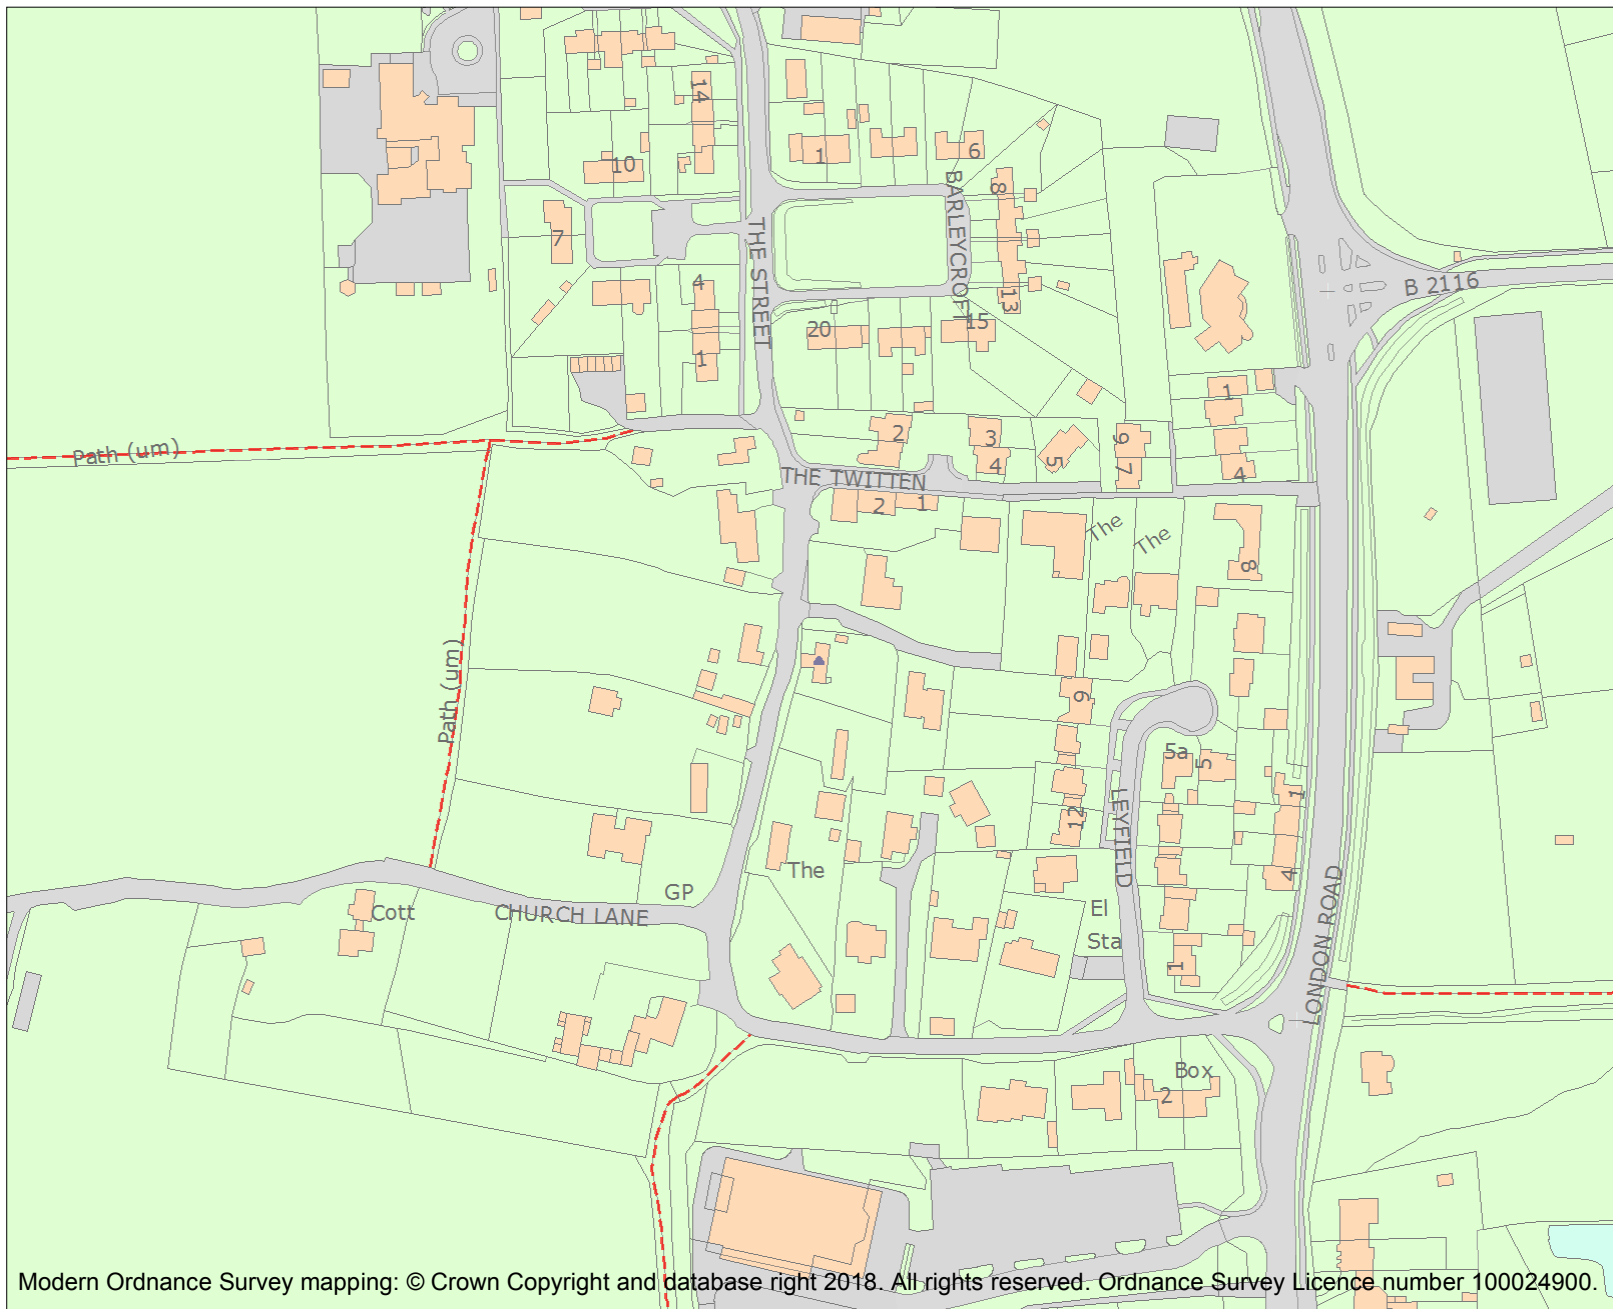 14
1
6
10
8
BARLEYCROFT
7
THE STREET
4
13
B 2116
20
15
1
1
2
3
9
Path (um)
4
5
7
4
THE TWITTEN
2
1
The
The
8
Path (um)
9
5a
5
1
12
LEYFIELD
The
4
GP
Cott
CHURCH LANE
El
Sta
LONDON ROAD
1
Box
2
Modern Ordnance Survey mapping: © Crown Copyright and database right 2018. All rights reserved. Ordnance Survey Licence number 100024900.